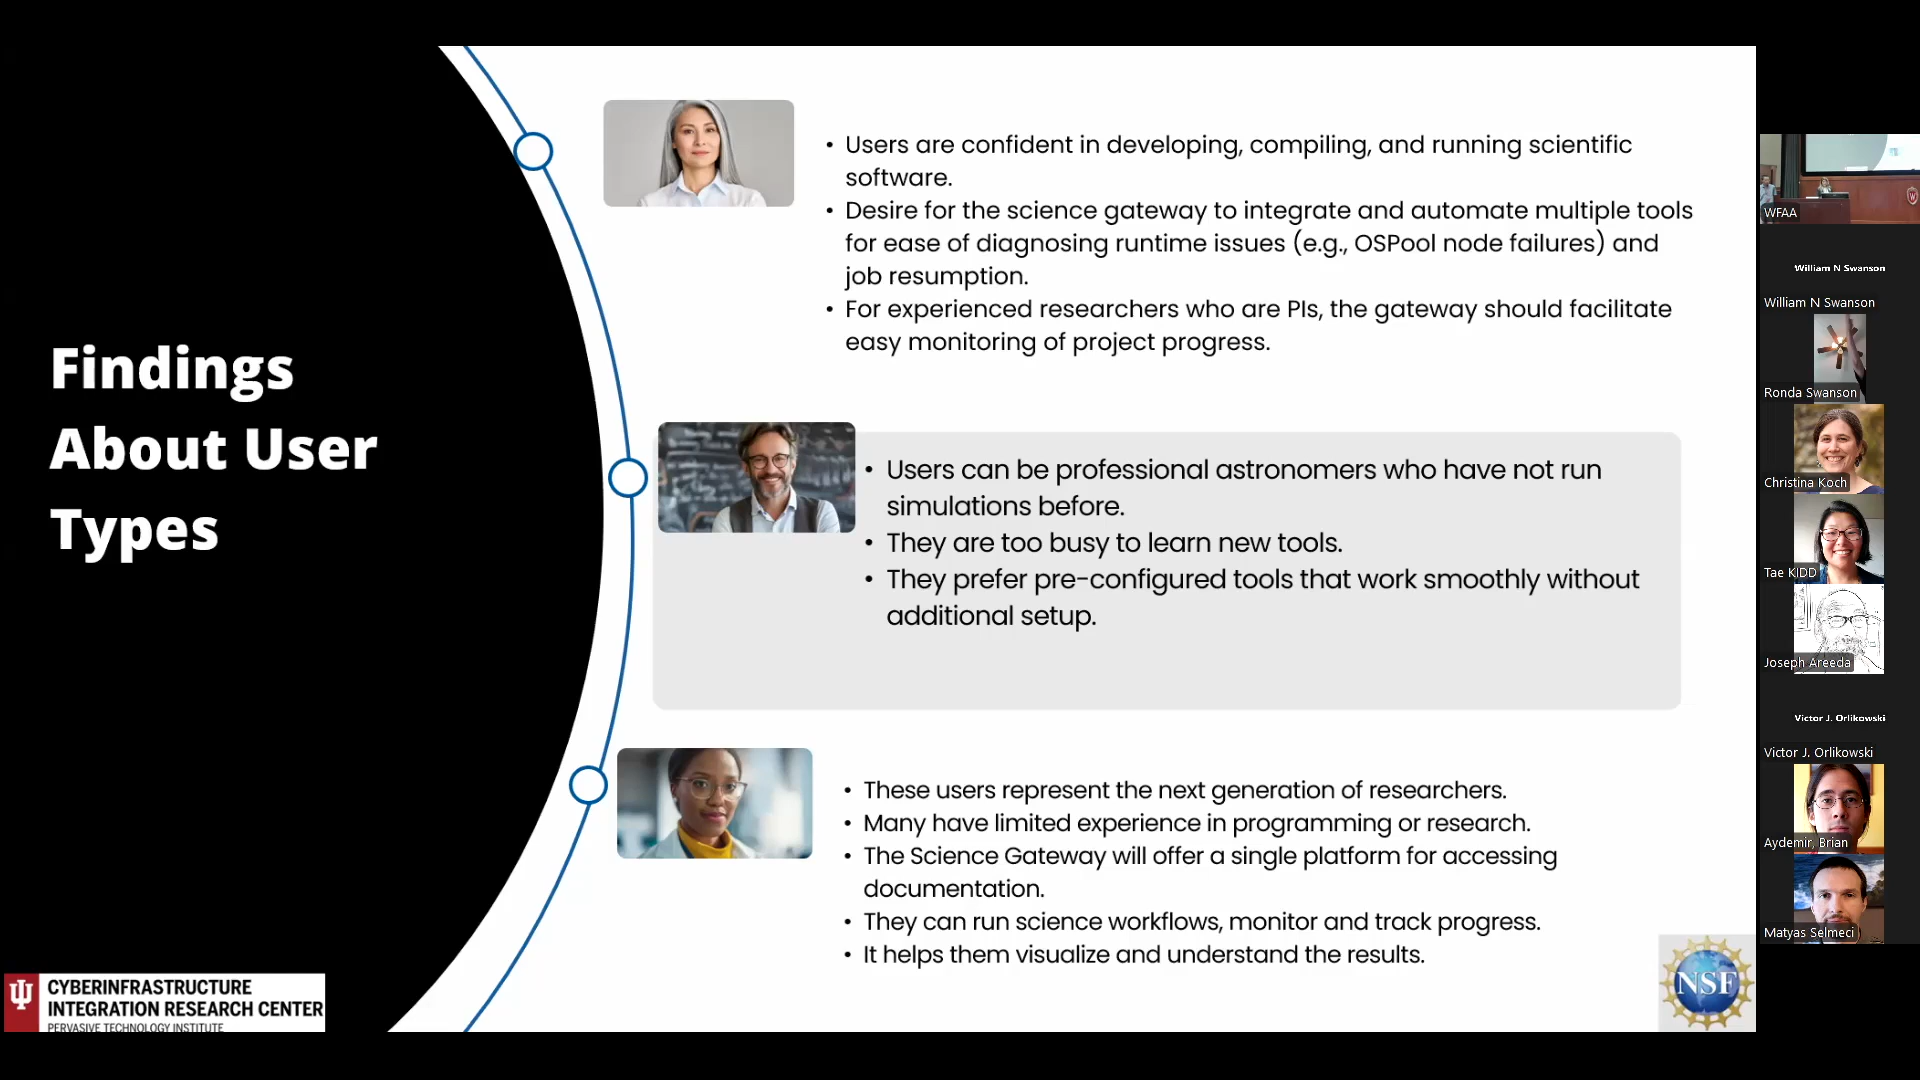 Findings
About User
Types
• Users are confident in developing, compiling, and running scientific
software.
• Desire for the science gateway to integrate and automate multiple tools
for ease of diagnosing runtime issues (e.g., OSPool node failures) and
job resumption.
• For experienced researchers who are PIs, the gateway should facilitate
easy monitoring of project progress.
• Users can be professional astronomers who have not run
simulations before.
• They are too busy to learn new tools.
• They prefer pre-configured tools that work smoothly without
additional setup.
• These users represent the next generation of researchers.
• Many have limited experience in programming or research.
• The Science Gateway will offer a single platform for accessing
documentation.
• They can run science workflows, monitor and track progress.
• It helps them visualize and understand the results.
CYBERINFRASTRUCTURE
INTEGRATION RESEARCH CENTER
PERVASIVE TECHNOLOGY INSTITUTE
NSF
WFAA
William N Swanson
William N Swanson
Ronda Swanson
Christina Koch
Tae KIDD
Joseph Areeda
Victor J. Orlikowski
Victor J. Orlikowski
Aydemir, Brian
Matyas Selmeci